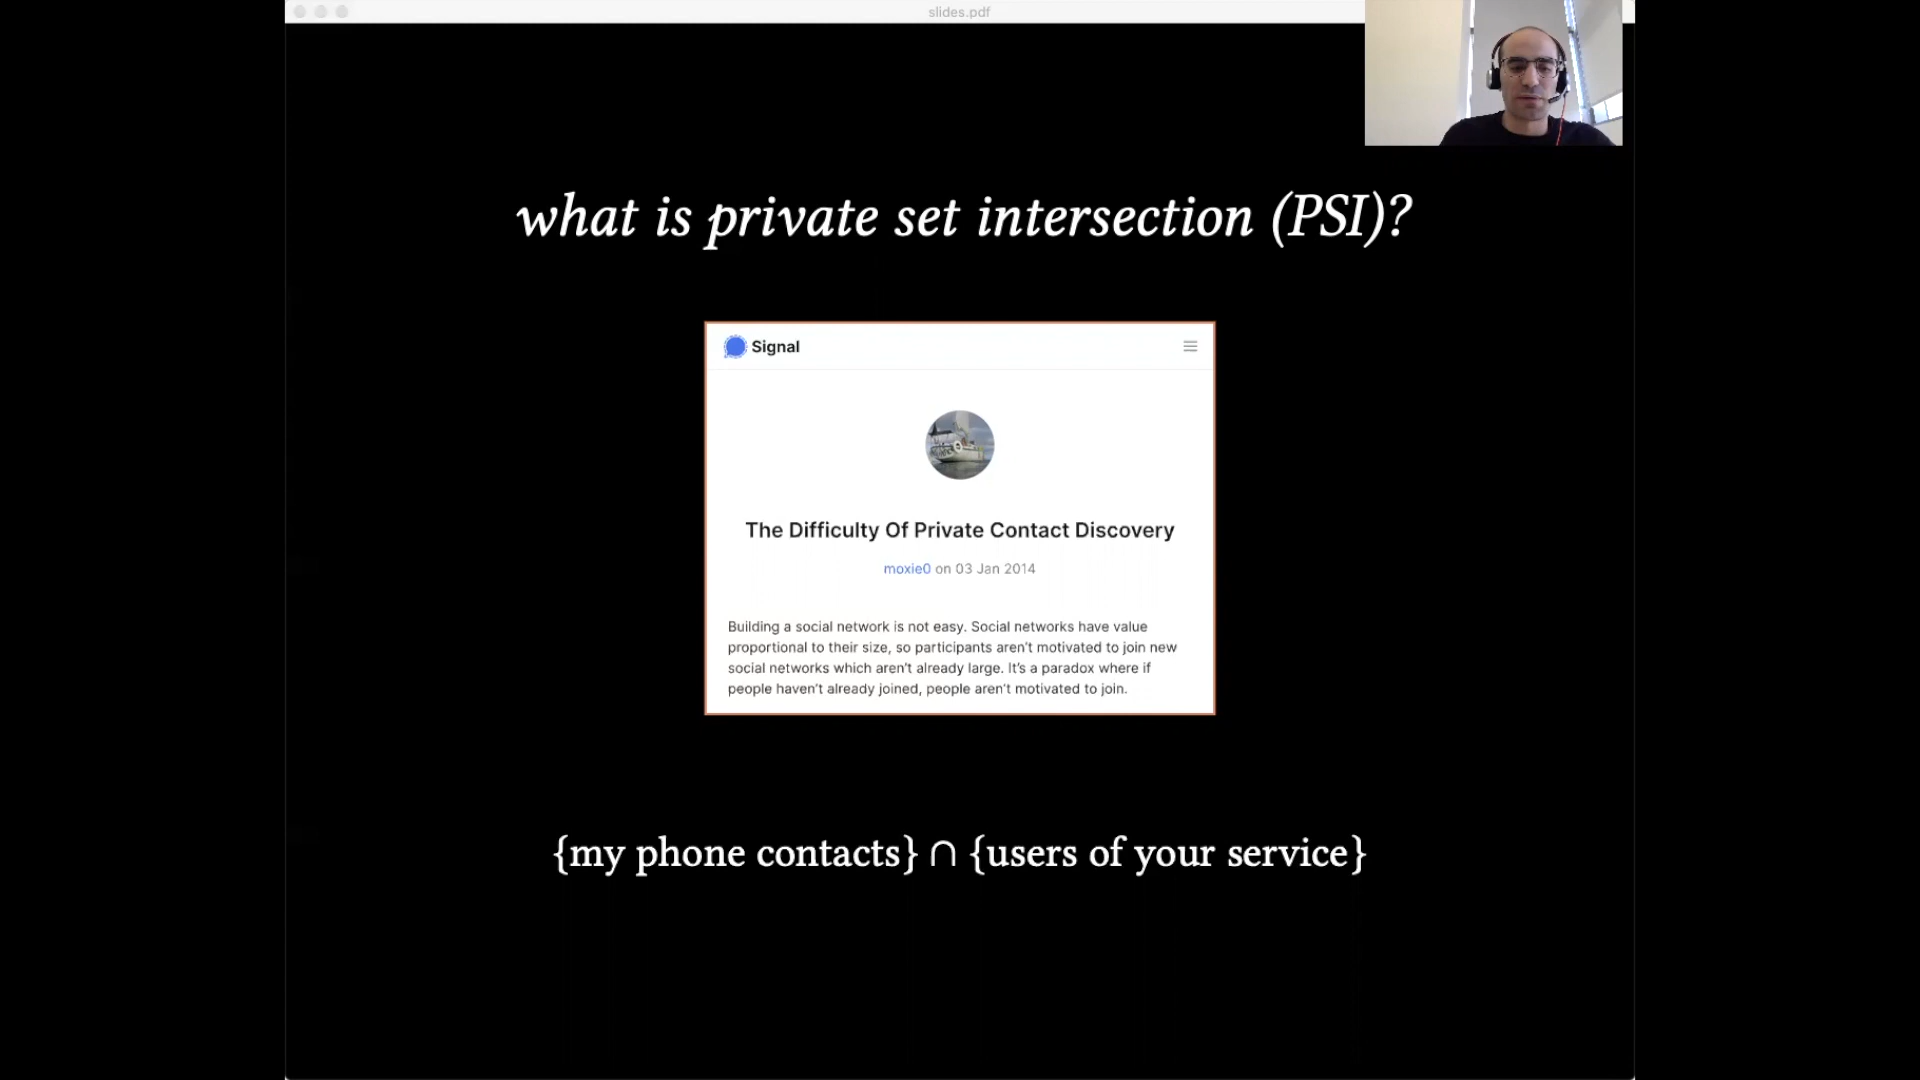 slides.pdf
what is private set intersection (PSI)?
Signal
The Difficulty Of Private Contact Discovery
moxie0 on 03 Jan 2014
Building a social network is not easy. Social networks have value
proportional to their size, so participants aren't motivated to join new
social networks which aren't already large. It's a paradox where if
people haven't already joined, people aren't motivated to join.
{my phone contacts} ∩ {users of your service}